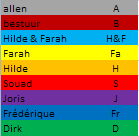 allen A
bestuur B
Hilde & Farah H&F
Farah Fa
Hilde H
Souad S
Joris J
Frédérique Fr
Dirk D